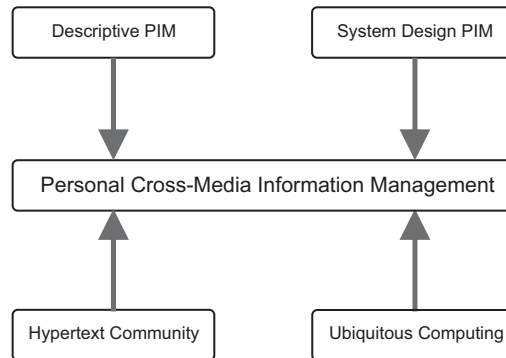 Descriptive PIM
System Design PIM
Personal Cross-Media Information Management
Hypertext Community
Ubiquitous Computing